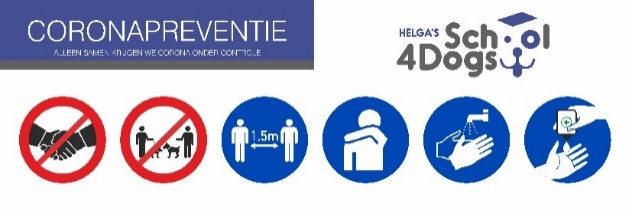 CORONAPREVENTIE
ALLEEN SAMEN KRIJGEN WE CORONA ONDER CONTROLE
HELGA'S School
4Dogs
1,5m